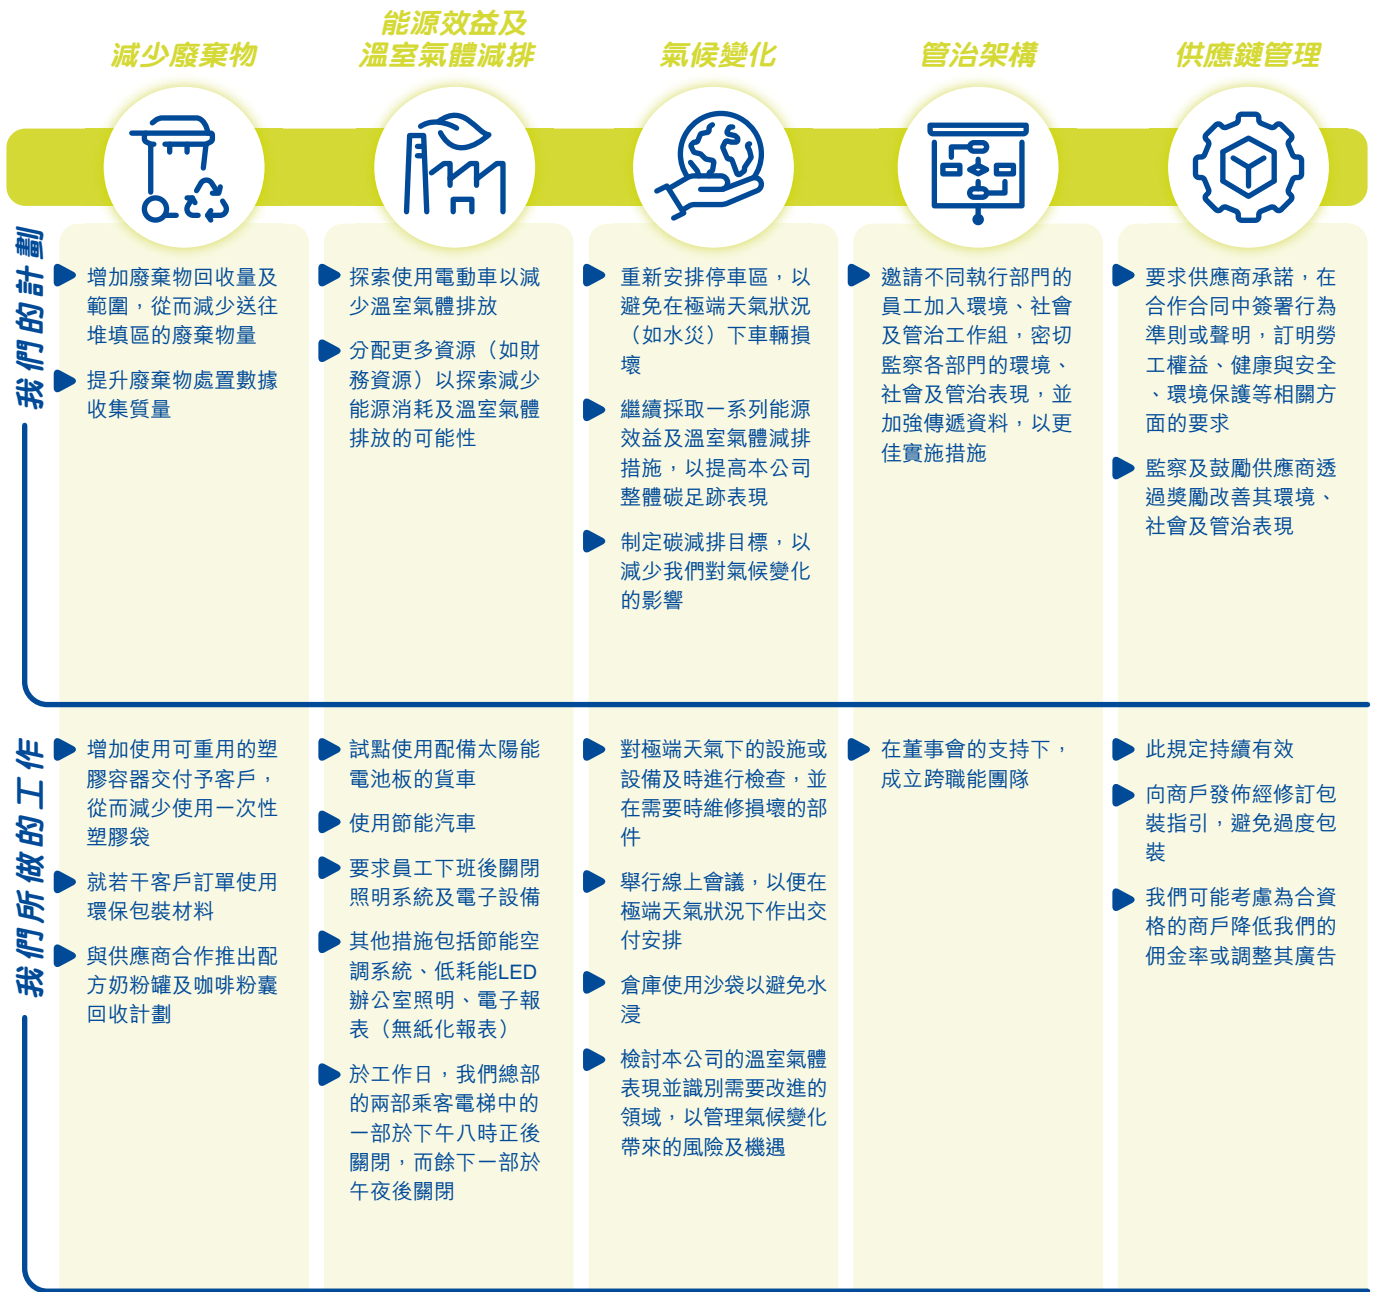 減少廢棄物
能源效益及
溫室氣體減排
氣候變化
管治架構
供應鏈管理
我們的計劃
增加廢棄物回收量及
範圍，從而減少送往
堆填區的廢棄物量
提升廢棄物處置數據
收集質量
探索使用電動車以減
少溫室氣體排放
分配更多資源（如財
務資源）以探索減少
能源消耗及溫室氣體
排放的可能性
重新安排停車區，以
避免在極端天氣狀況
（如水災）下車輛損
壞
繼續採取一系列能源
效益及溫室氣體減排
措施，以提高本公司
整體碳足跡表現
制定碳減排目標，以
減少我們對氣候變化
的影響
邀請不同執行部門的
員工加入環境、社會
及管治工作組，密切
監察各部門的環境、
社會及管治表現，並
加強傳遞資料，以更
佳實施措施
要求供應商承諾，在
合作合同中簽署行為
準則或聲明，訂明勞
工權益、健康與安全
、環境保護等相關方
面的要求
監察及鼓勵供應商透
過獎勵改善其環境、
社會及管治表現
我們所做的工作
增加使用可重用的塑
膠容器交付予客戶，
從而減少使用一次性
塑膠袋
就若干客戶訂單使用
環保包裝材料
與供應商合作推出配
方奶粉罐及咖啡粉囊
回收計劃
試點使用配備太陽能
電池板的貨車
使用節能汽車
要求員工下班後關閉
照明系統及電子設備
其他措施包括節能空
調系統、低耗能LED
辦公室照明、電子報
表（無紙化報表）
於工作日，我們總部
的兩部乘客電梯中的
一部於下午八時正後
關閉，而餘下一部於
午夜後關閉
對極端天氣下的設施或
設備及時進行檢查，並
在需要時維修損壞的部
件
舉行線上會議，以便在
極端天氣狀況下作出交
付安排
倉庫使用沙袋以避免水
浸
檢討本公司的溫室氣體
表現並識別需要改進的
領域，以管理氣候變化
帶來的風險及機遇
在董事會的支持下，
成立跨職能團隊
此規定持續有效
向商戶發佈經修訂包
裝指引，避免過度包
裝
我們可能考慮為合資
格的商戶降低我們的
佣金率或調整其廣告